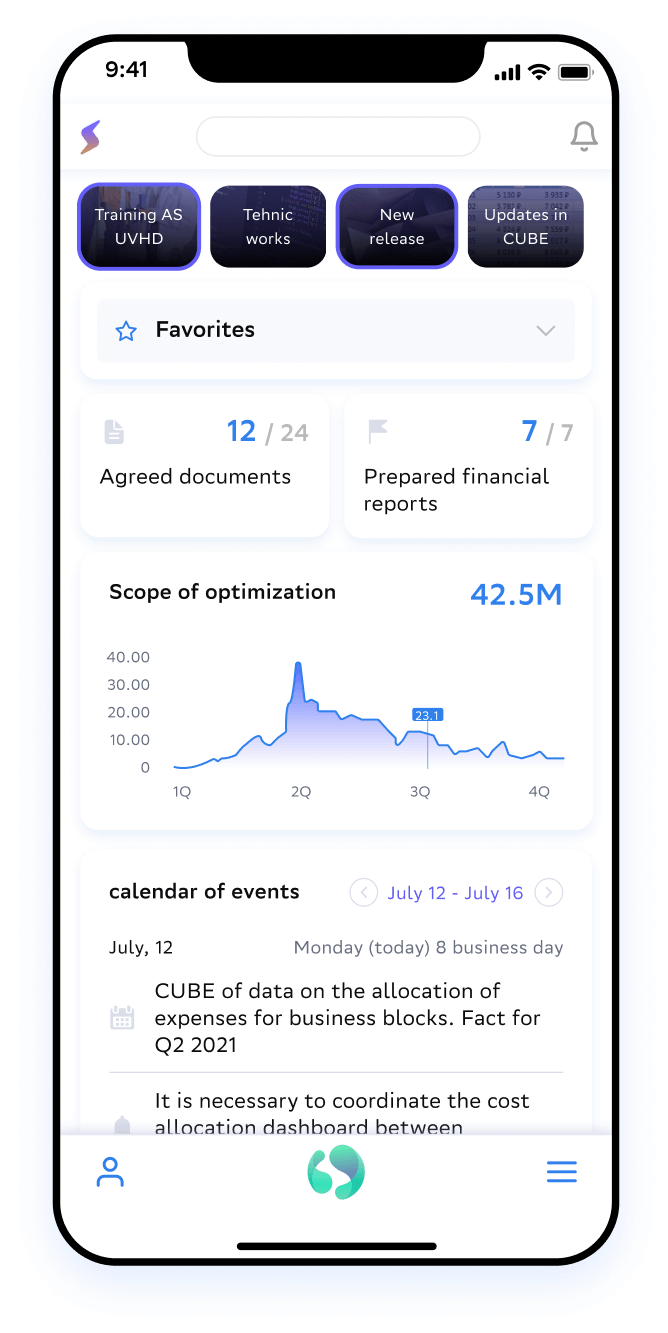 9:41
Training AS
UVHD
Tehnic
works
New
release
Updates in
CUBE
Favorites
12 / 24
Agreed documents
7 / 7
Prepared financial
reports
Scope of optimization
42.5M
40.00
30.00
20.00
10.00
0
23.1
1Q
2Q
3Q
4Q
calendar of events
July 12 - July 16
July, 12
Monday (today) 8 business day
CUBE of data on the allocation of
expenses for business blocks. Fact for
Q2 2021
It is necessary to coordinate the cost
allocation dashboard between